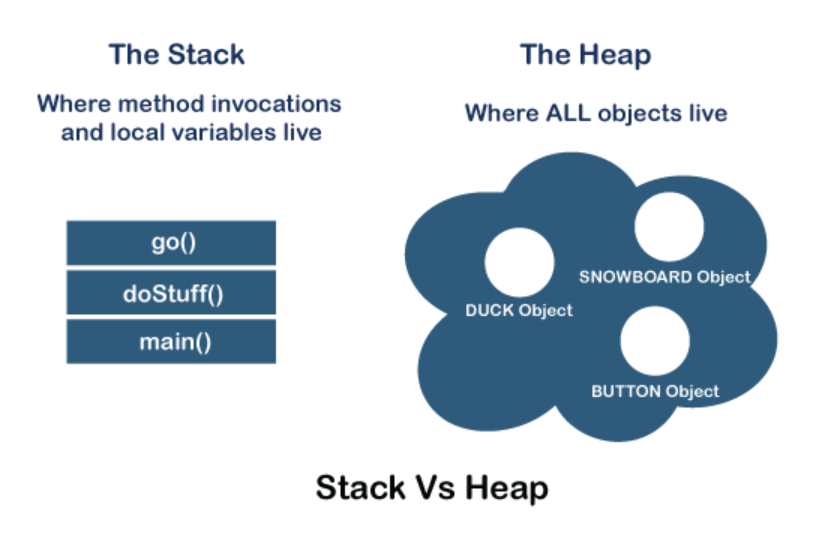 The Stack
Where method invocations
and local variables live
go()
doStuff()
main()
The Heap
Where ALL objects live
SNOWBOARD Object
DUCK Object
BUTTON Object
Stack Vs Heap